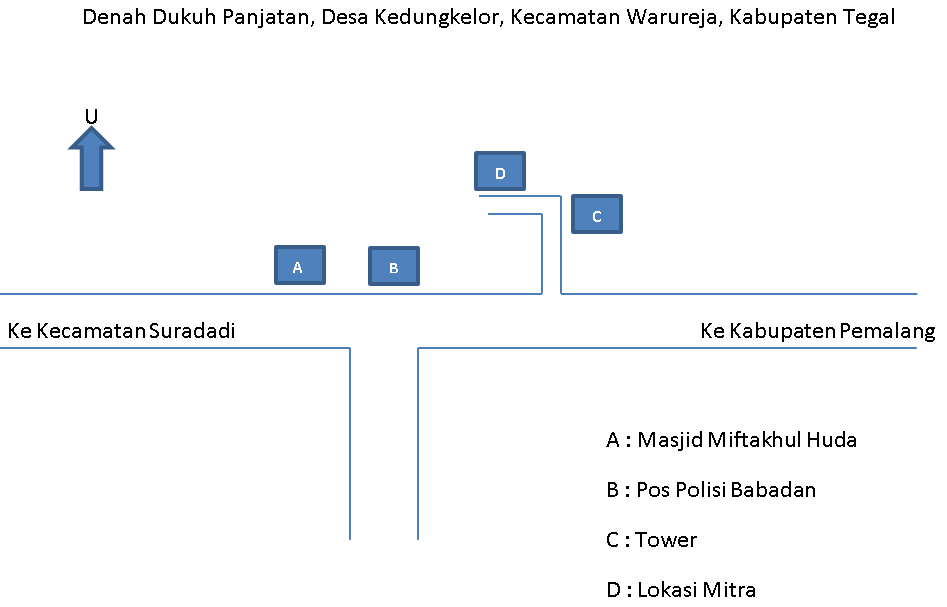 Denah Dukuh Panjatan, Desa Kedungkelor, Kecamatan Warureja, Kabupaten Tegal
U
D
C
A
B
Ke Kecamatan Suradadi
Ke Kabupaten Pemalang
A : Masjid Miftakhul Huda
B : Pos Polisi Babadan
C : Tower
D : Lokasi Mitra